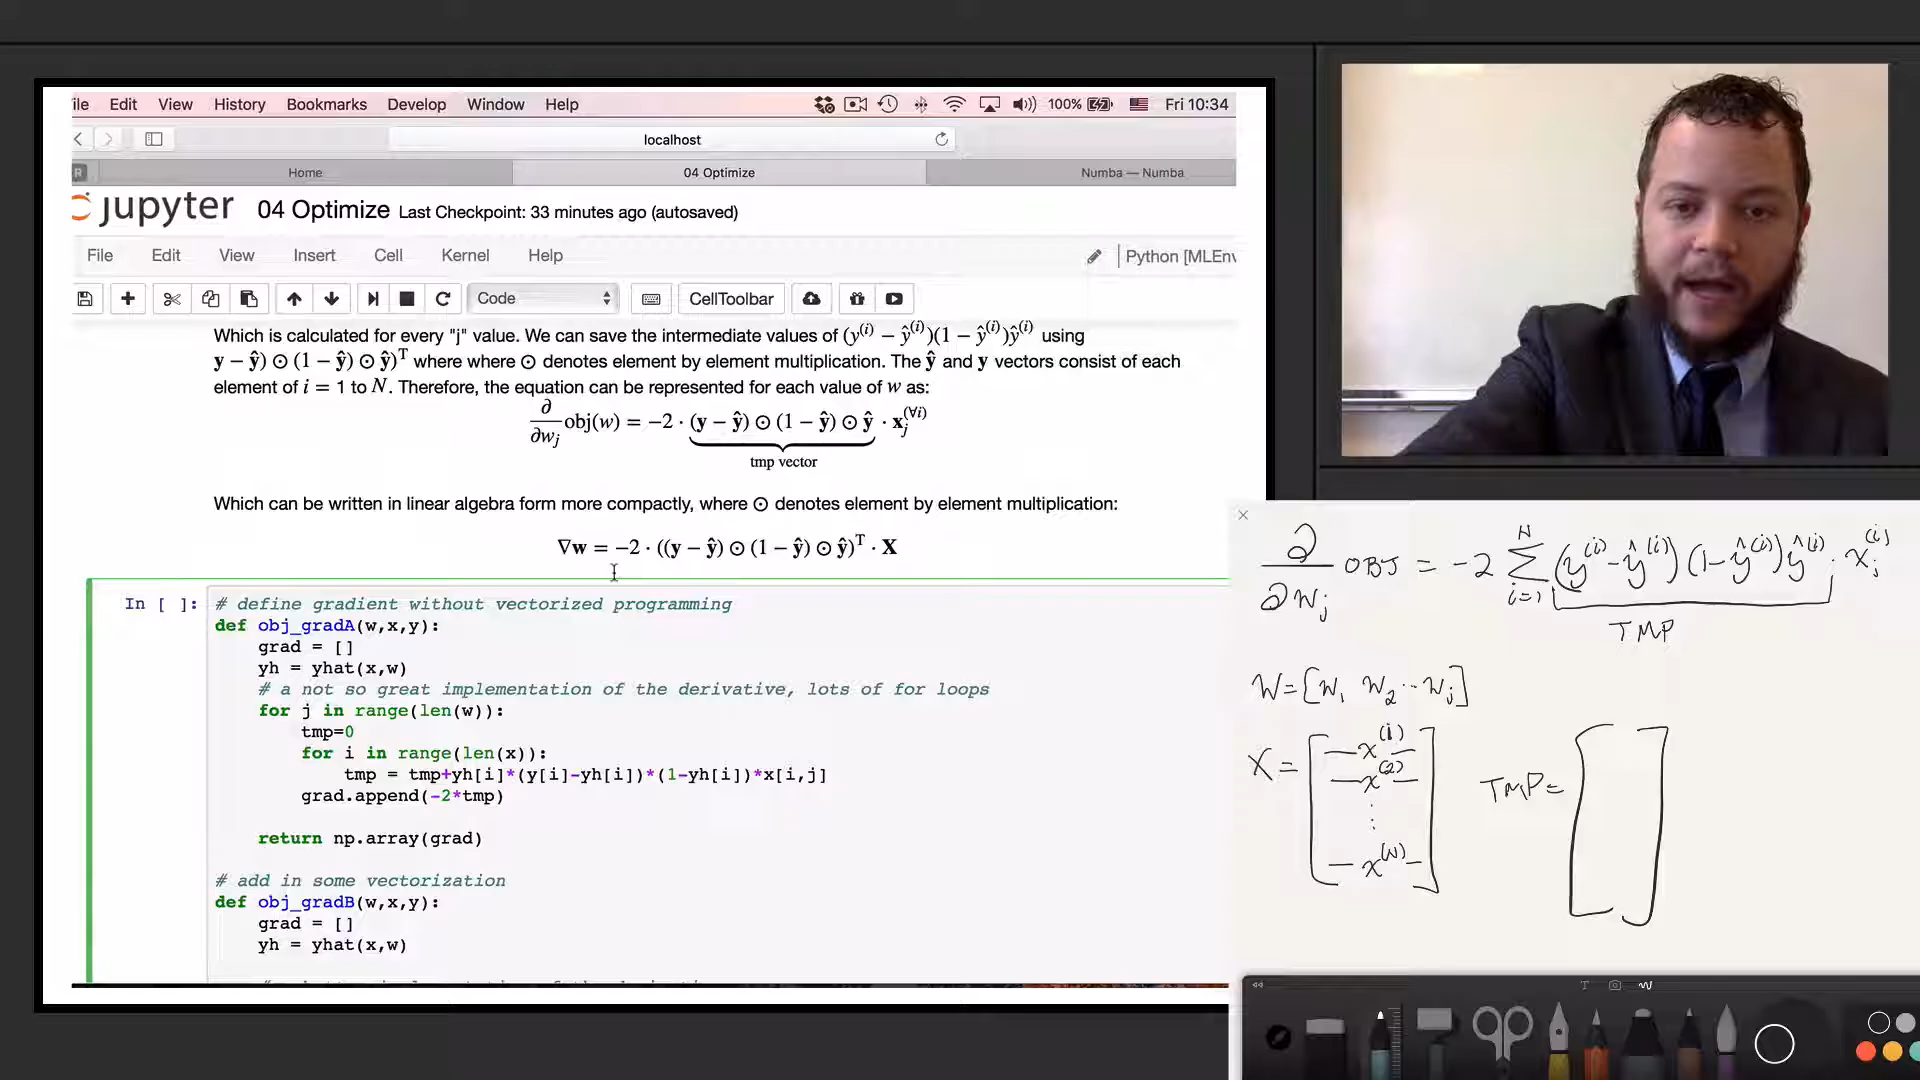 ile Edit View History Bookmarks Develop Window Help 100% Fri 10:34
localhost
R Home 04 Optimize Numba — Numba
jupyter 04 Optimize Last Checkpoint: 33 minutes ago (autosaved)
File Edit View Insert Cell Kernel Help Python [MLEnv
Code CellToolbar
Which is calculated for every "j" value. We can save the intermediate values of (y⁽ⁱ⁾ − ŷ⁽ⁱ⁾)(1 − ŷ⁽ⁱ⁾)ŷ⁽ⁱ⁾ using
y − ŷ) ⊙ (1 − ŷ) ⊙ ŷ)ᵀ where where ⊙ denotes element by element multiplication. The ŷ and y vectors consist of each
element of i = 1 to N. Therefore, the equation can be represented for each value of w as:
∂/∂wⱼ obj(w) = −2 · (y − ŷ) ⊙ (1 − ŷ) ⊙ ŷ · xⱼ^(∀i)
tmp vector
Which can be written in linear algebra form more compactly, where ⊙ denotes element by element multiplication:
∇w = −2 · ((y − ŷ) ⊙ (1 − ŷ) ⊙ ŷ)ᵀ · X
In [ ]: # define gradient without vectorized programming
def obj_gradA(w,x,y):
grad = []
yh = yhat(x,w)
# a not so great implementation of the derivative, lots of for loops
for j in range(len(w)):
tmp=0
for i in range(len(x)):
tmp = tmp+yh[i]*(y[i]-yh[i])*(1-yh[i])*x[i,j]
grad.append(-2*tmp)
return np.array(grad)
# add in some vectorization
def obj_gradB(w,x,y):
grad = []
yh = yhat(x,w)
∂/∂wⱼ OBJ = -2 Σ_{i=1}^{N} (y⁽ⁱ⁾-ŷ⁽ⁱ⁾)(1-ŷ⁽ⁱ⁾)ŷ⁽ⁱ⁾ · xⱼ⁽ⁱ⁾
TMP
W=[w₁ w₂ ··· wⱼ]
X = [ — x⁽¹⁾ —
— x⁽²⁾ —
⋮
— x⁽ᴺ⁾ — ]
TMP= [ ]
T